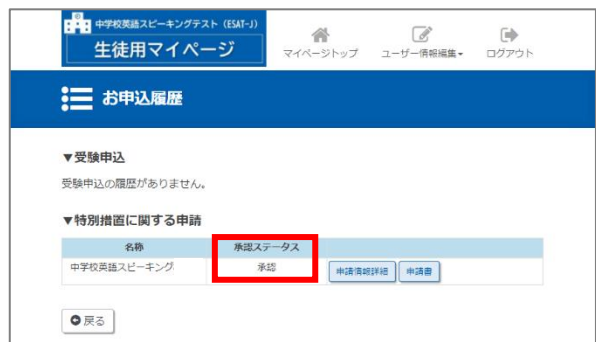 中学校英語スピーキングテスト（ESAT-J）
生徒用マイページ
マイページトップ
ユーザー情報編集▾
ログアウト
お申込履歴
▼受験申込
受験申込の履歴がありません。
▼特別措置に関する申請
名称 承認ステータス
中学校英語スピーキング 承認 申請情報詳細 申請書
戻る